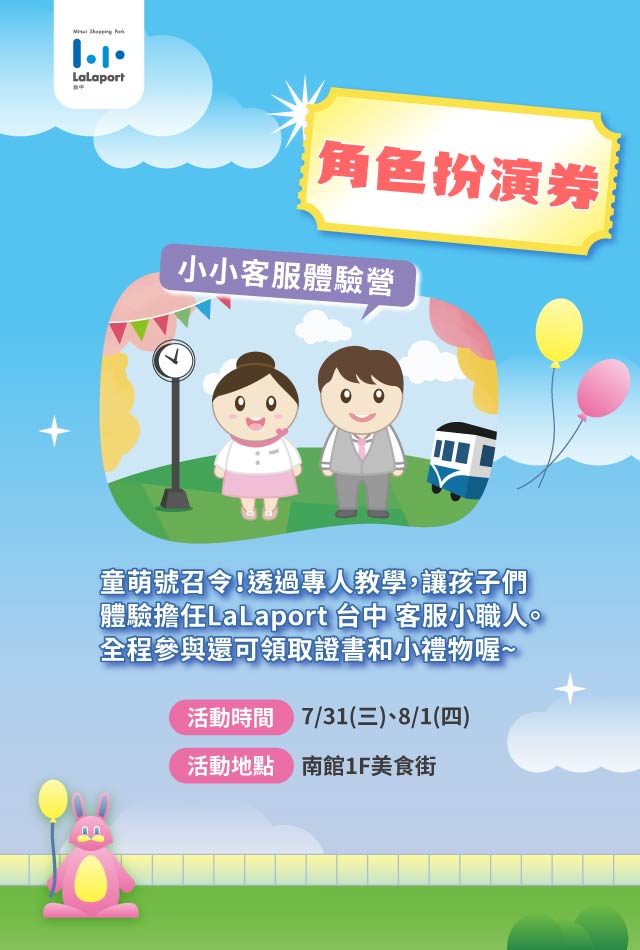 Mitsui Shopping Park
LaLaport
台中
角色扮演券
小小客服體驗營
童萌號召令!透過專人教學,讓孩子們
體驗擔任LaLaport 台中 客服小職人。
全程參與還可領取證書和小禮物喔~
活動時間 7/31(三)、8/1(四)
活動地點 南館1F美食街